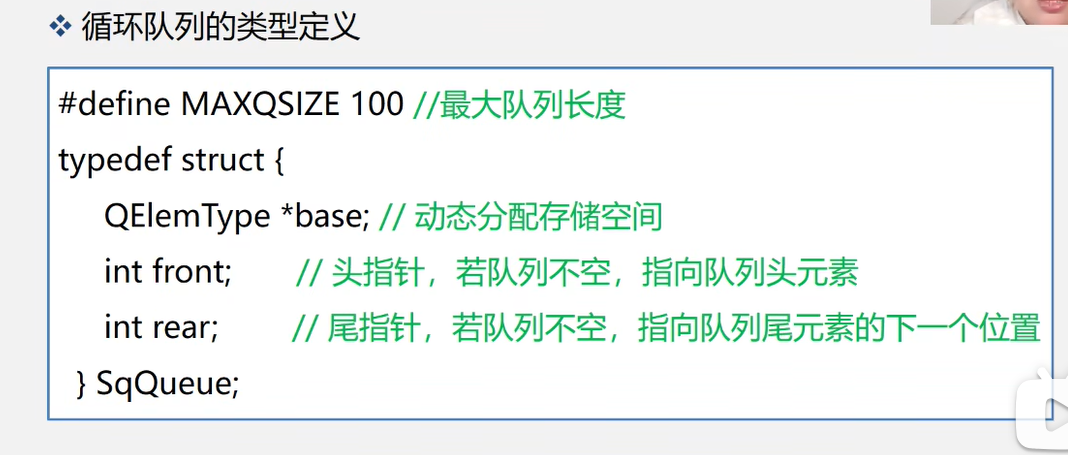 循环队列的类型定义
#define MAXQSIZE 100 //最大队列长度
typedef struct {
QElemType *base; // 动态分配存储空间
int front; // 头指针，若队列不空，指向队列头元素
int rear; // 尾指针，若队列不空，指向队列尾元素的下一个位置
} SqQueue;